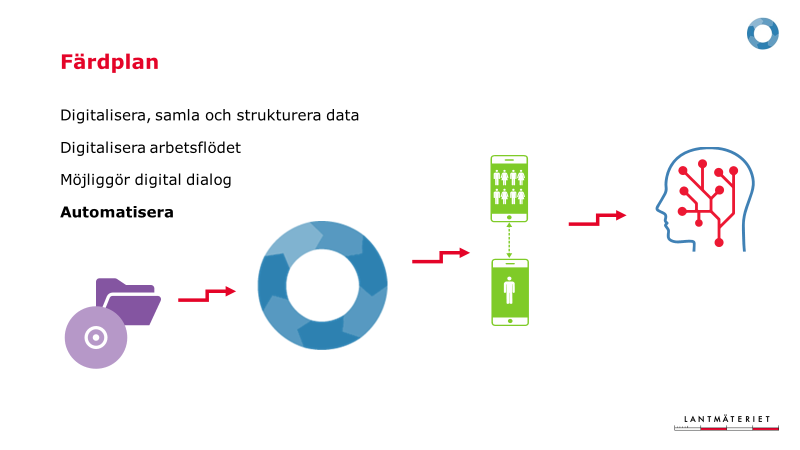 Färdplan
Digitalisera, samla och strukturera data
Digitalisera arbetsflödet
Möjliggör digital dialog
Automatisera
LANTMÄTERIET